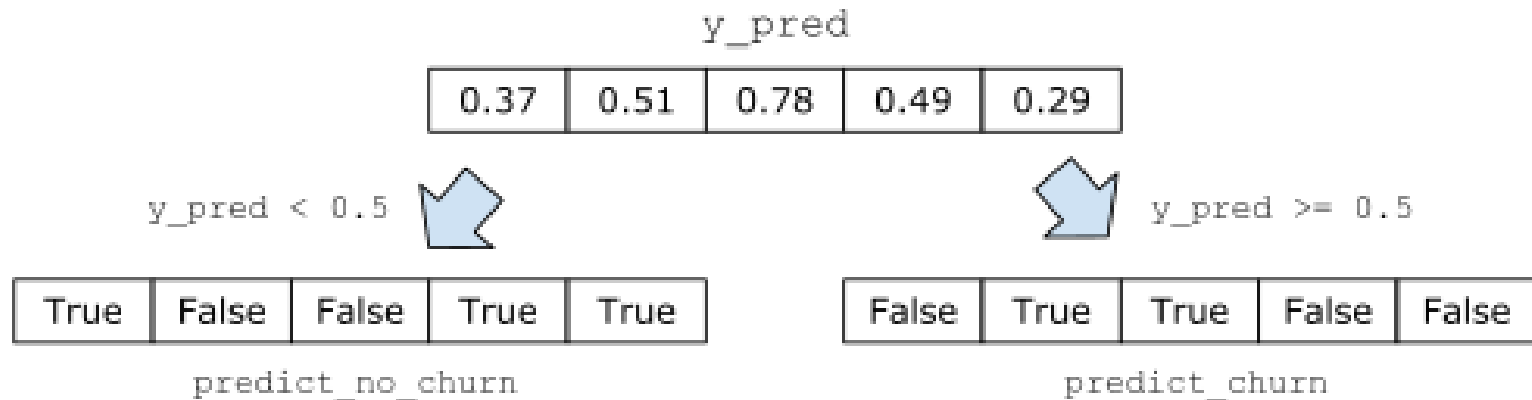 y_pred
0.37 0.51 0.78 0.49 0.29
y_pred < 0.5
y_pred >= 0.5
True False False True True
False True True False False
predict_no_churn
predict_churn